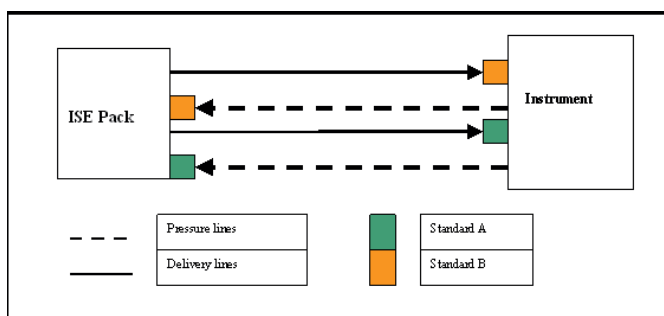 Instrument
ISE Pack
Pressure lines
Standard A
Delivery lines
Standard B